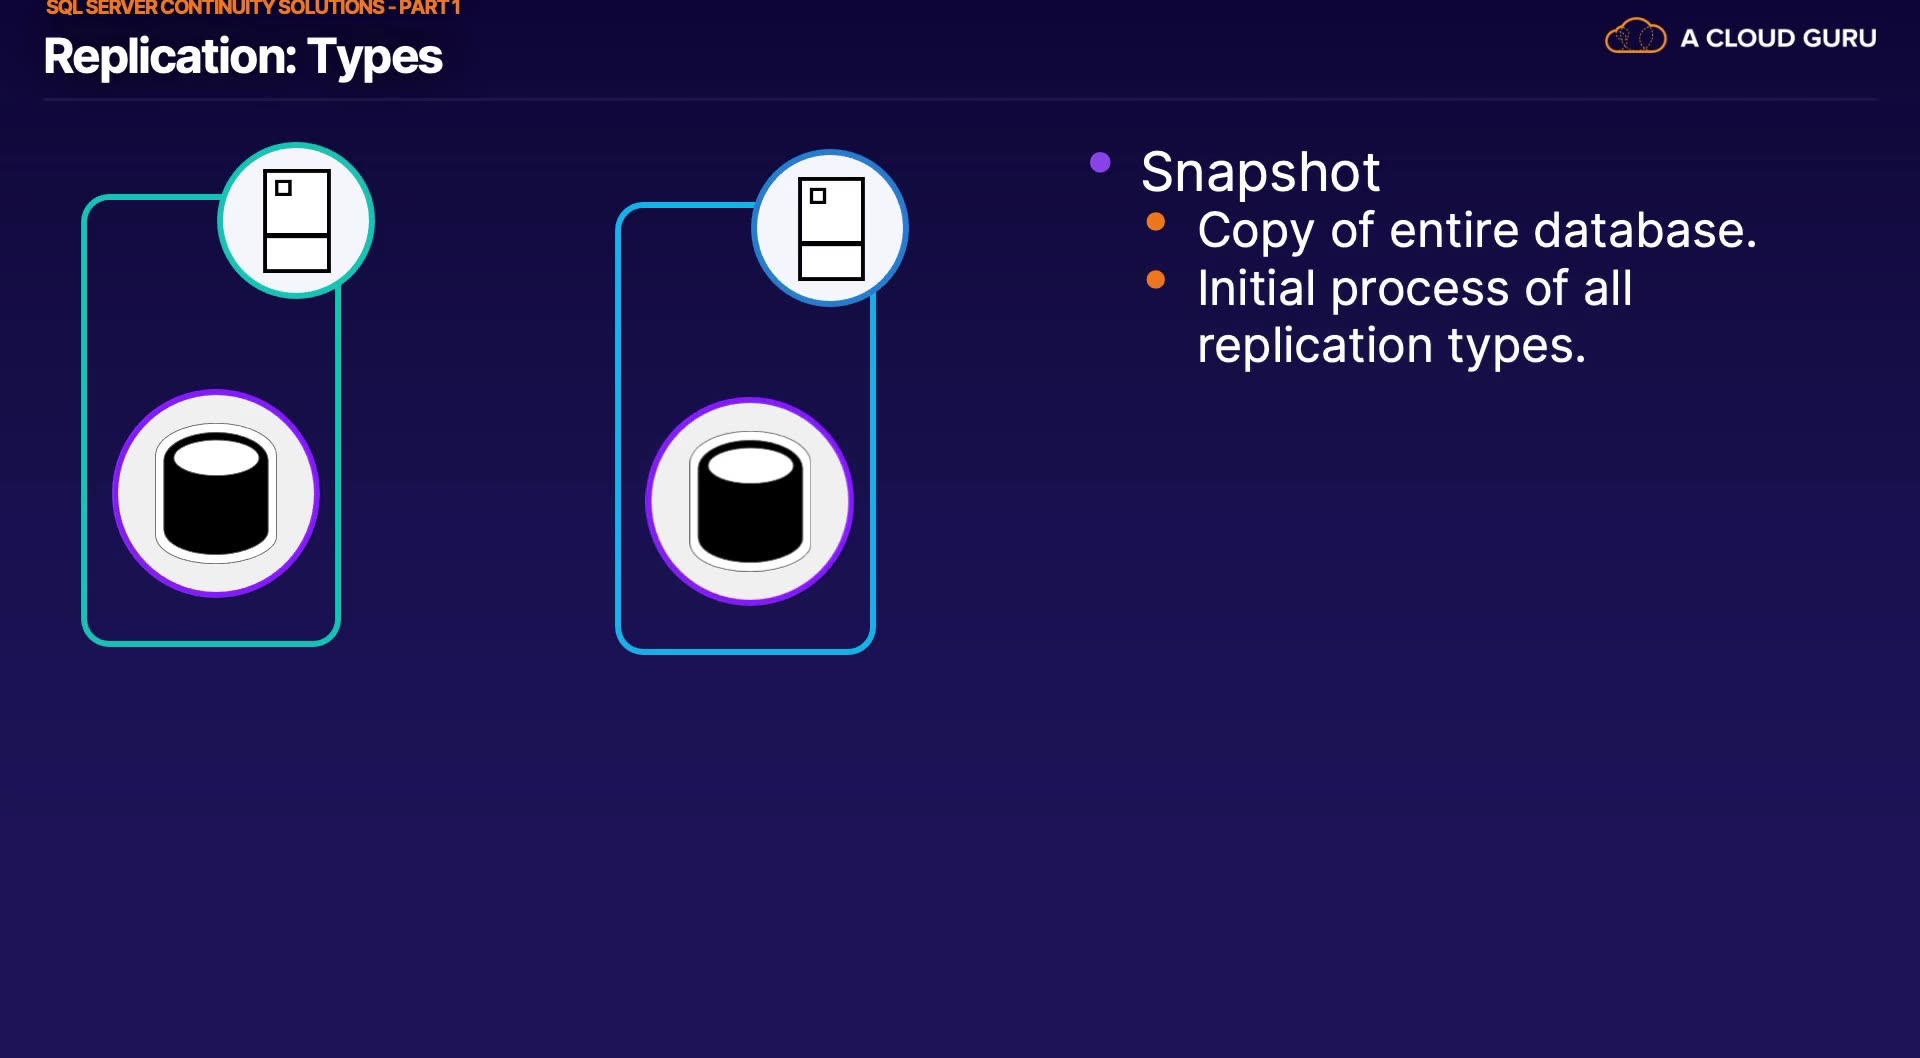 SQL SERVER CONTINUITY SOLUTIONS - PART 1
Replication: Types
A CLOUD GURU
Snapshot
Copy of entire database.
Initial process of all
replication types.